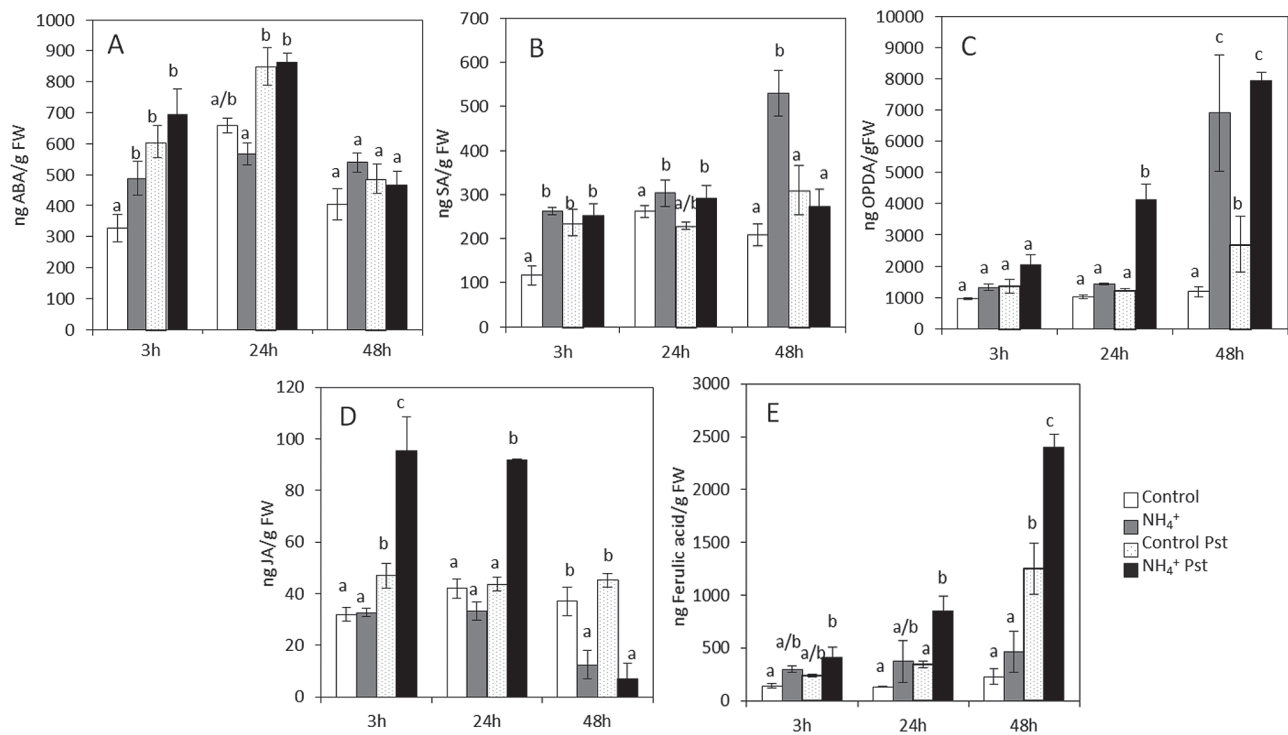 A
ng ABA/g FW
1000
900
800
700
600
500
400
300
200
100
0
a
b
b
b
a/b
a
b
b
a
a
a
a
3h
24h
48h
B
ng SA/g FW
700
600
500
400
300
200
100
0
a
b
b
b
a
b
a/b
b
a
b
a
a
3h
24h
48h
C
ng OPDA/gFW
10000
9000
8000
7000
6000
5000
4000
3000
2000
1000
0
a
a
a
a
a
a
a
b
a
c
b
c
3h
24h
48h
D
ng JA/g FW
120
100
80
60
40
20
0
a
a
b
c
a
a
a
b
b
a
b
a
3h
24h
48h
E
ng Ferulic acid/g FW
3000
2500
2000
1500
1000
500
0
a
a/b
a/b
b
a
a/b
a
b
a
a
b
c
3h
24h
48h
Control
NH₄⁺
Control Pst
NH₄⁺ Pst